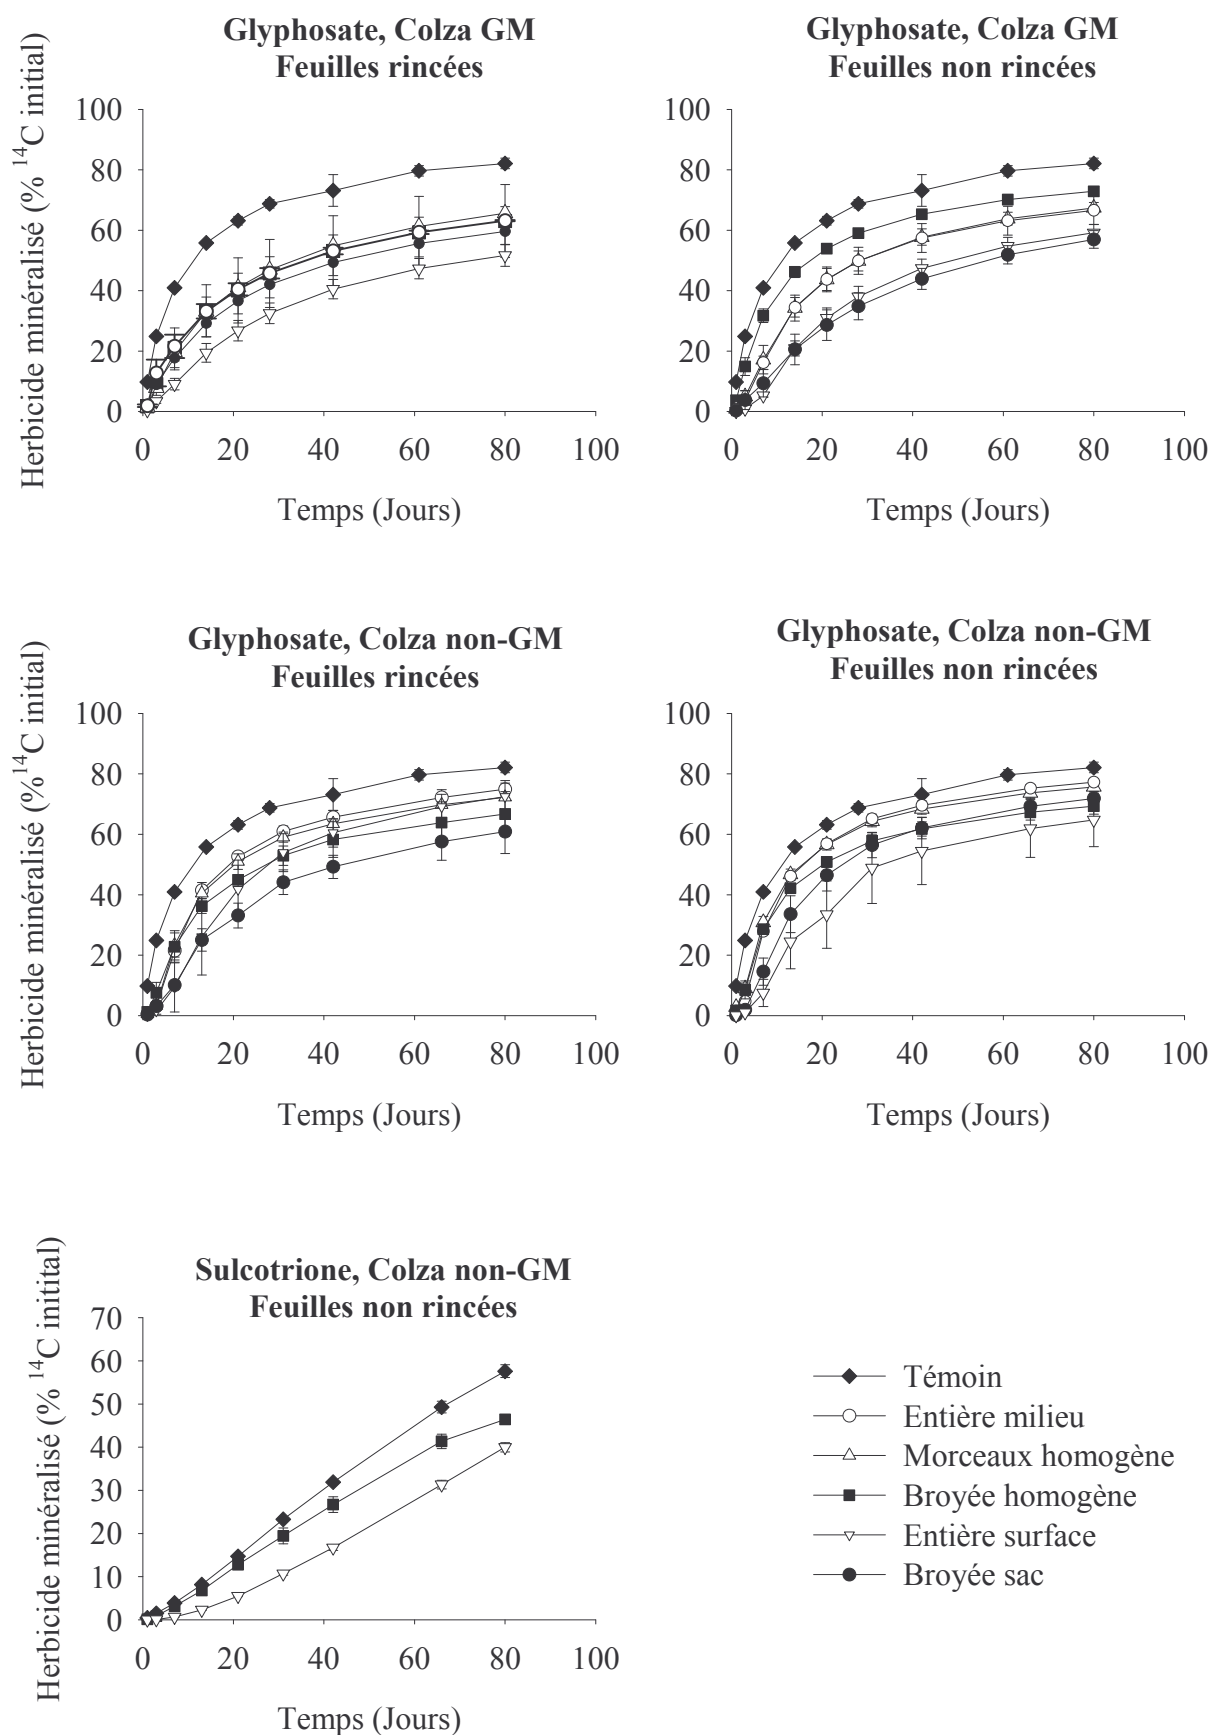 Glyphosate, Colza GM
Feuilles rincées
Herbicide minéralisé (% ¹⁴C initial)
100
80
60
40
20
0
0 20 40 60 80 100
Temps (Jours)
Glyphosate, Colza GM
Feuilles non rincées
100
80
60
40
20
0
0 20 40 60 80 100
Temps (Jours)
Glyphosate, Colza non-GM
Feuilles rincées
Herbicide minéralisé (%¹⁴C initial)
100
80
60
40
20
0
0 20 40 60 80 100
Temps (Jours)
Glyphosate, Colza non-GM
Feuilles non rincées
100
80
60
40
20
0
0 20 40 60 80 100
Temps (Jours)
Sulcotrione, Colza non-GM
Feuilles non rincées
Herbicide minéralisé (% ¹⁴C initital)
70
60
50
40
30
20
10
0
0 20 40 60 80 100
Temps (Jours)
Témoin
Entière milieu
Morceaux homogène
Broyée homogène
Entière surface
Broyée sac